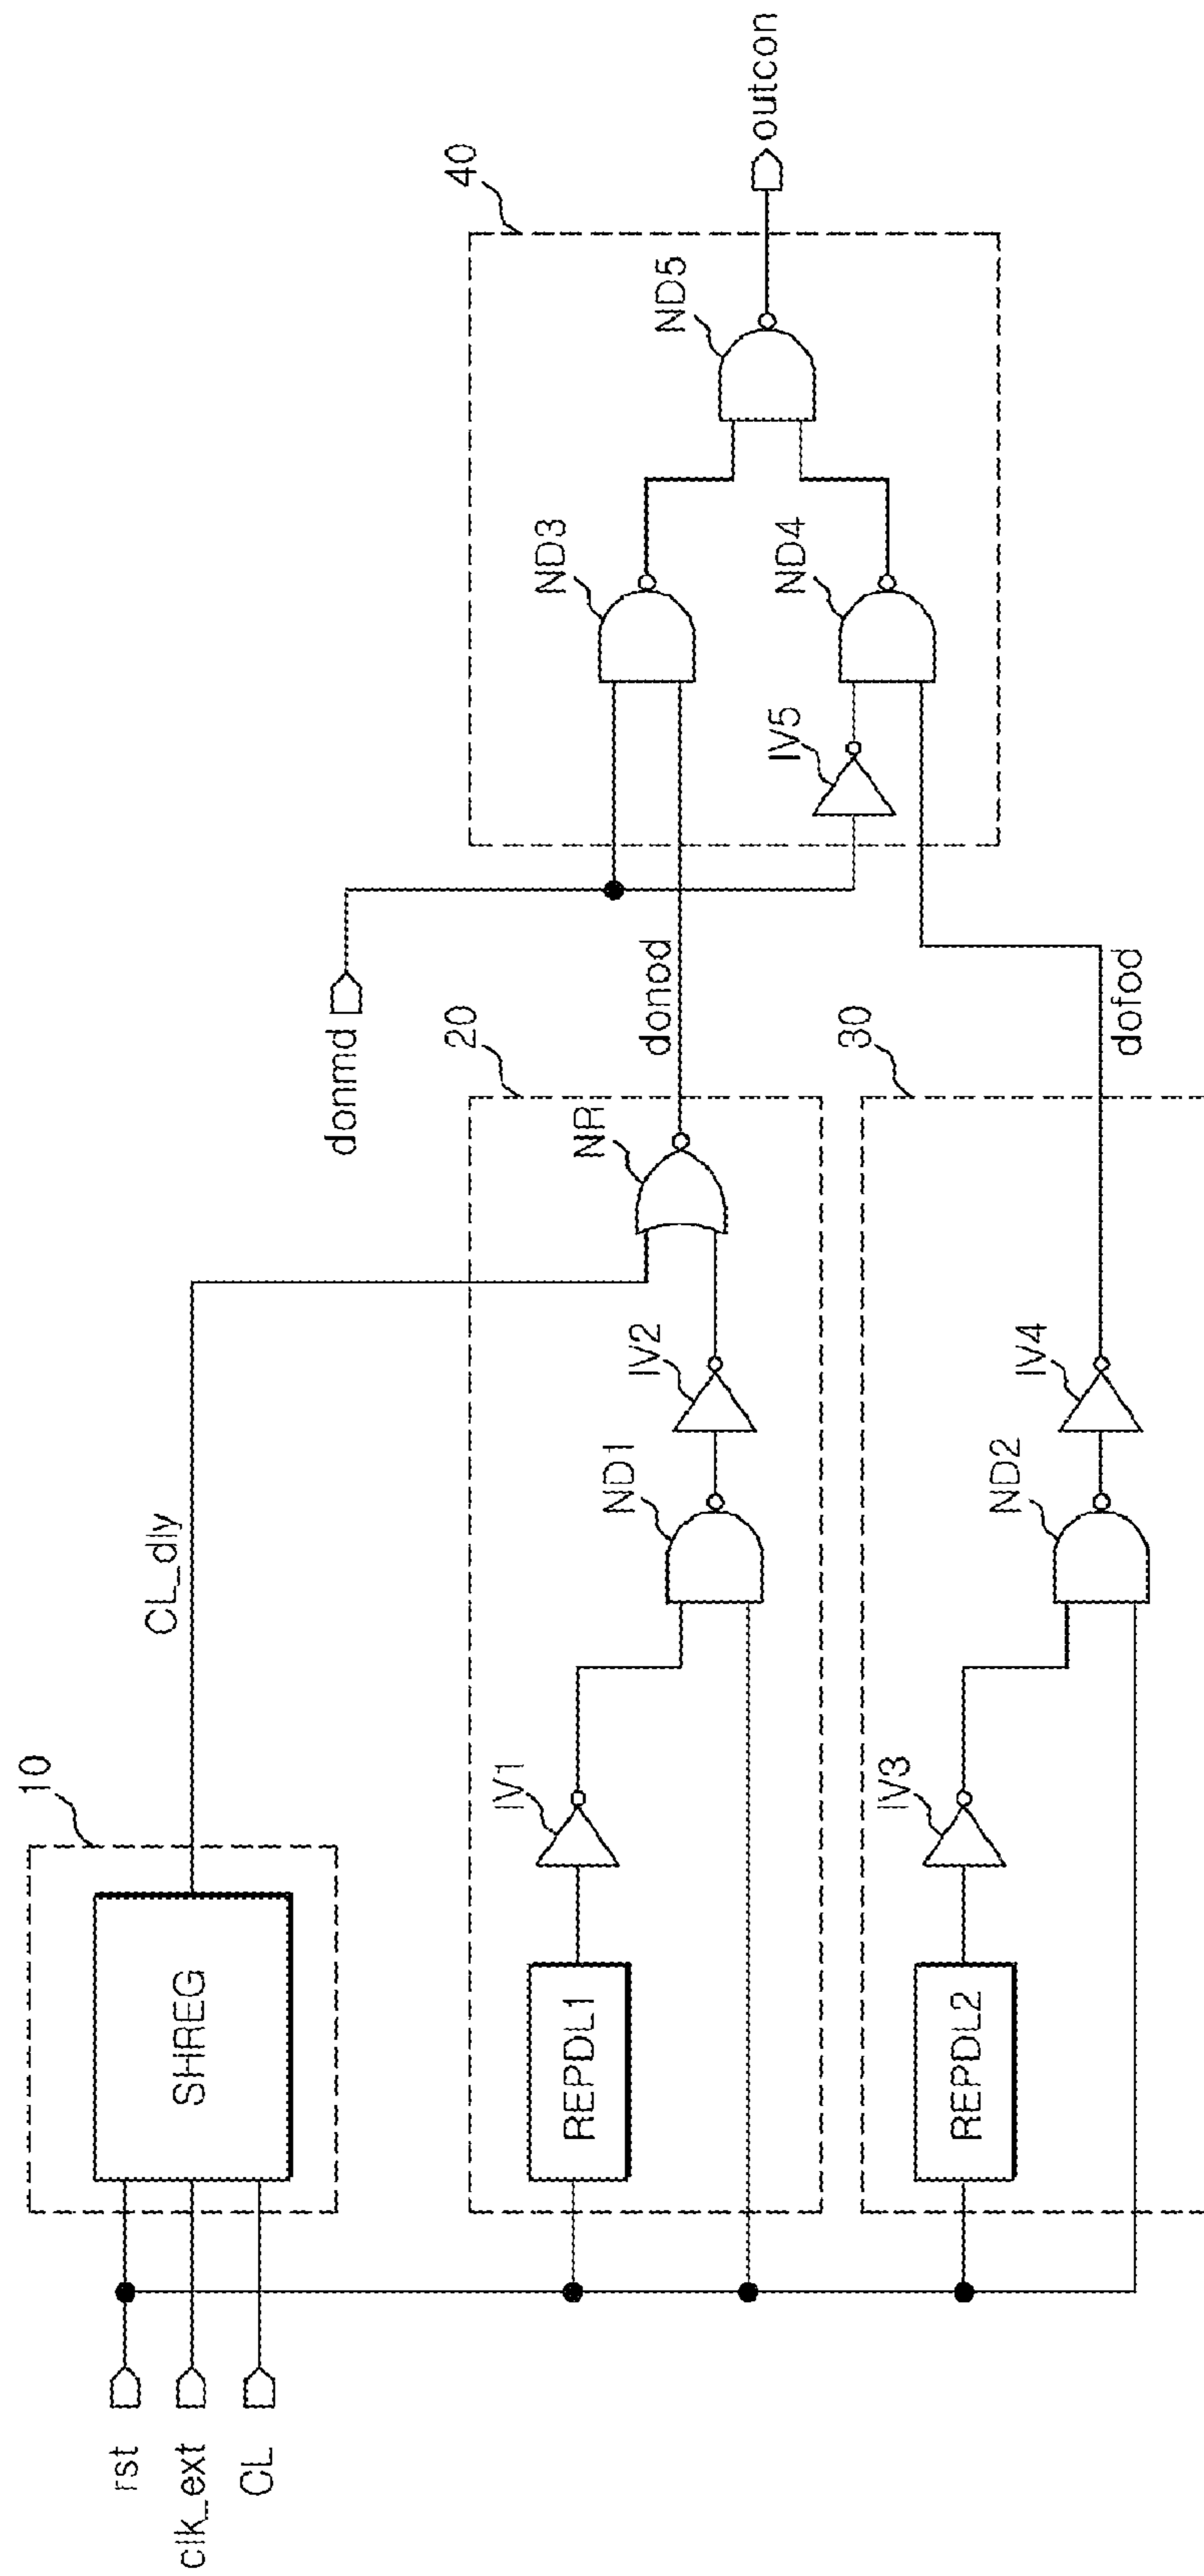 rst
clk_ext
CL
10
SHREG
CL_dly
donmd
20
REPDL1
IV1
ND1
IV2
NR
donod
30
REPDL2
IV3
ND2
IV4
dofod
40
ND3
IV5
ND4
ND5
outcon